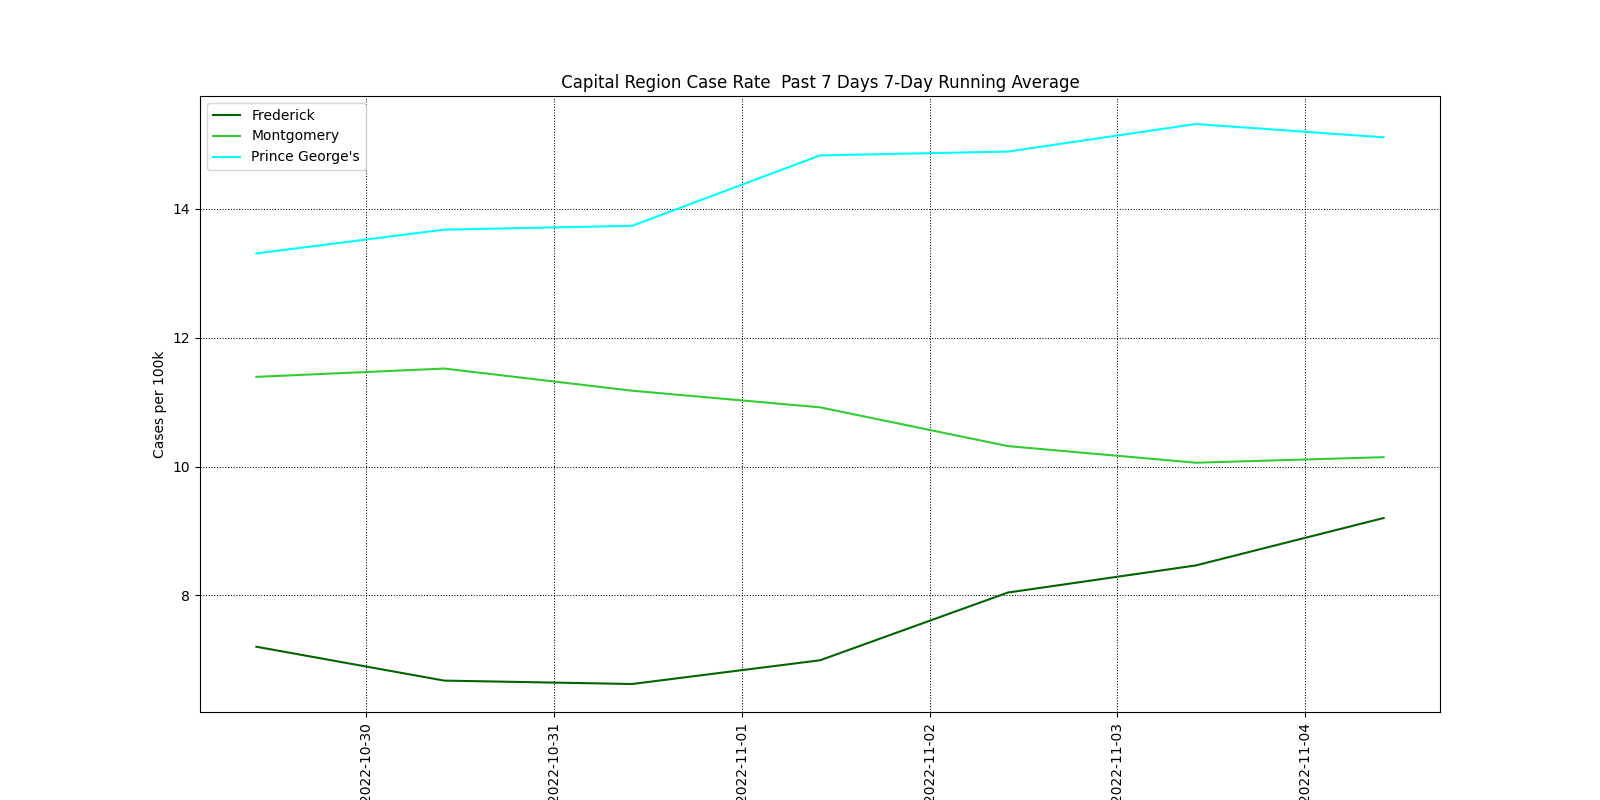 Capital Region Case Rate  Past 7 Days 7-Day Running Average
Frederick
Montgomery
Prince George's
Cases per 100k
14
12
10
8
2022-10-30
2022-10-31
2022-11-01
2022-11-02
2022-11-03
2022-11-04